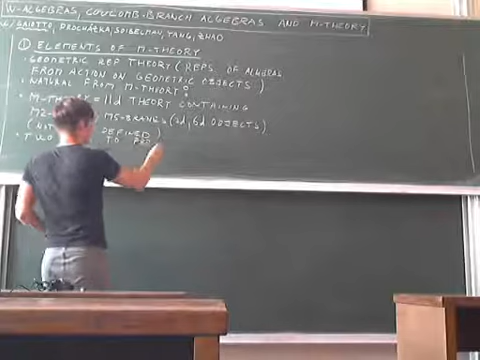 W-ALGEBRAS, COULOMB-BRANCH ALGEBRAS AND M-THEORY
GAIOTTO, PROCHÁZKA, SOIBELMAN, YANG, ZHAO
① ELEMENTS OF M-THEORY
• GEOMETRIC REP THEORY (REPS. OF ALGEBRAS
FROM ACTION ON GEOMETRIC OBJECTS)
• NATURAL FROM M-THEORY:
• M-TH = 11d THEORY CONTAINING
M2- M5-BRANES (3d, 6d OBJECTS)
(NOT DEFINED)
• TWO TO